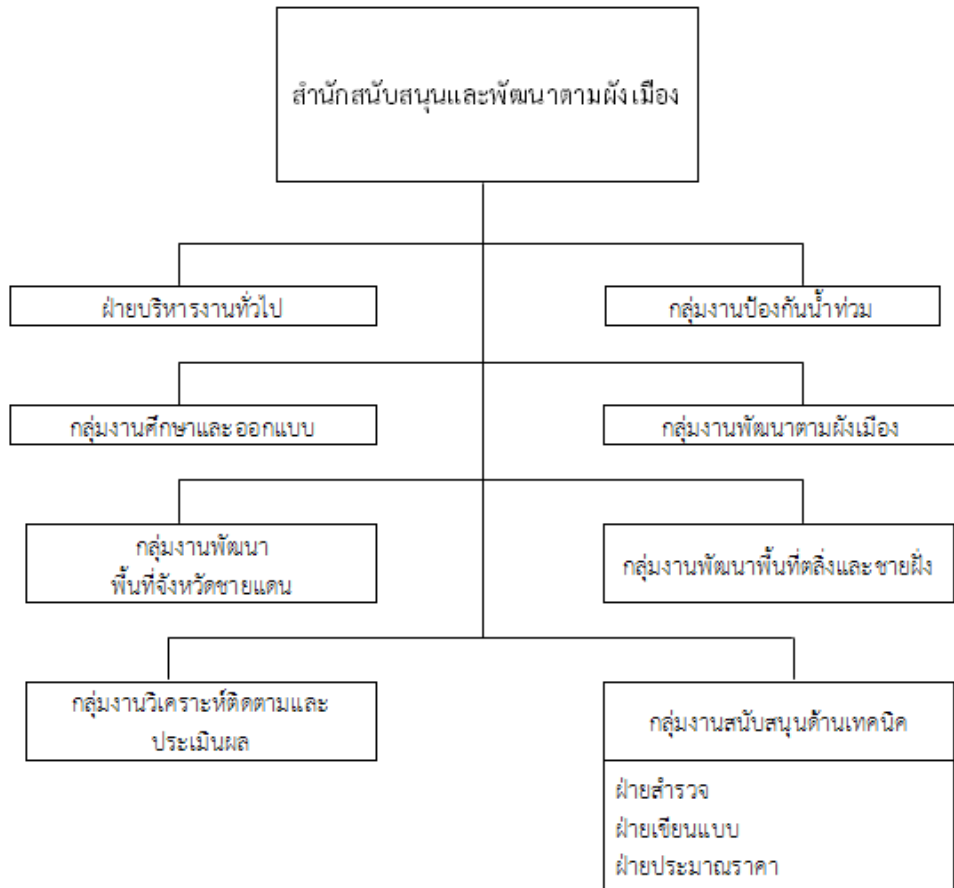 สำนักสนับสนุนและพัฒนาตามผังเมือง
ฝ่ายบริหารงานทั่วไป
กลุ่มงานป้องกันน้ำท่วม
กลุ่มงานศึกษาและออกแบบ
กลุ่มงานพัฒนาตามผังเมือง
กลุ่มงานพัฒนา
พื้นที่จังหวัดชายแดน
กลุ่มงานพัฒนาพื้นที่ตลิ่งและชายฝั่ง
กลุ่มงานวิเคราะห์ติดตามและ
ประเมินผล
กลุ่มงานสนับสนุนด้านเทคนิค
ฝ่ายสำรวจ
ฝ่ายเขียนแบบ
ฝ่ายประมาณราคา